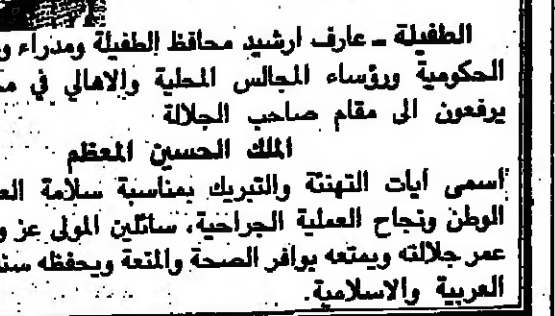 الطفيلة – عارف ارشيد محافظ الطفيلة ومدراء
الحكومية ورؤساء المجالس المحلية والاهالي في
يرفعون الى مقام صاحب الجلالة
الملك الحسين المعظم
أسمى آيات التهنئة والتبريك بمناسبة سلامة
الوطن ونجاح العملية الجراحية، سائلين المولى عز
عمر جلالته ويمتعه بوافر الصحة والمتعة ويحفظه
العربية والاسلامية.